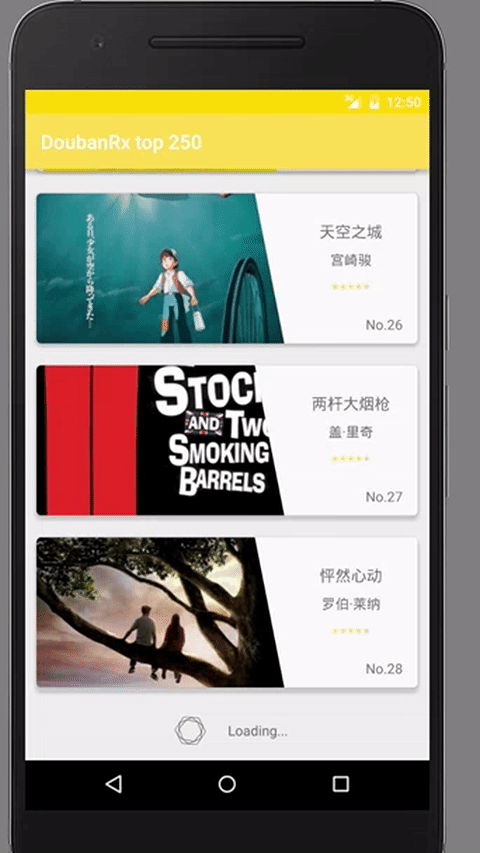 3G 12:50
DoubanRx top 250
ある日、少女が空から降ってきた…
天空之城
宫崎骏
No.26
STOCK
AND TWO
SMOKING
BARRELS
两杆大烟枪
盖·里奇
No.27
怦然心动
罗伯·莱纳
No.28
Loading...